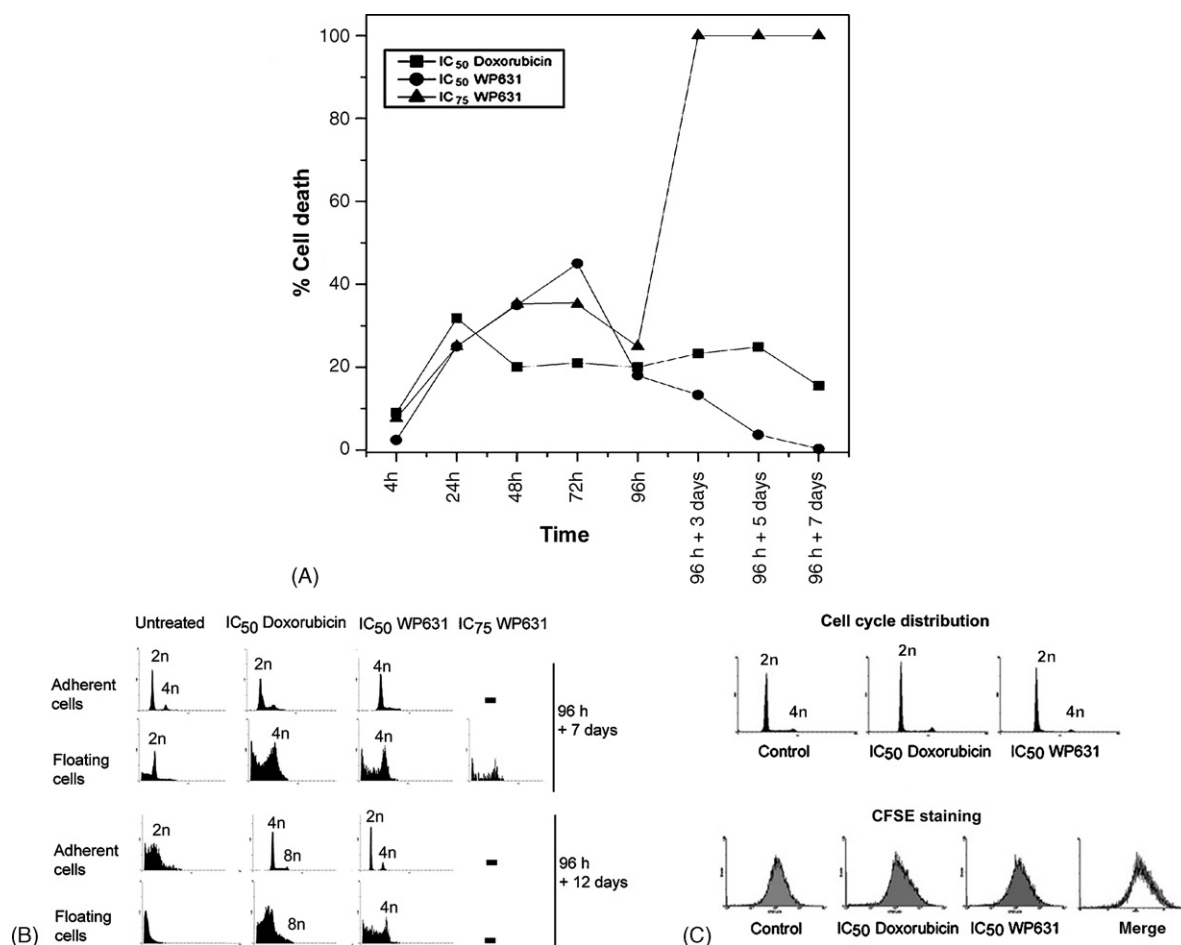 100
80
60
40
20
0
% Cell death
IC50 Doxorubicin
IC50 WP631
IC75 WP631
4h
24h
48h
72h
96h
96 h + 3 days
96 h + 5 days
96 h + 7 days
Time
(A)
Untreated IC50 Doxorubicin IC50 WP631 IC75 WP631
Adherent cells
2n
4n
2n
4n
Floating cells
2n
4n
4n
96 h + 7 days
Adherent cells
2n
4n
8n
2n
4n
Floating cells
8n
4n
96 h + 12 days
(B)
Cell cycle distribution
2n
4n
2n
2n
4n
Control IC50 Doxorubicin IC50 WP631
CFSE staining
Control IC50 Doxorubicin IC50 WP631 Merge
(C)